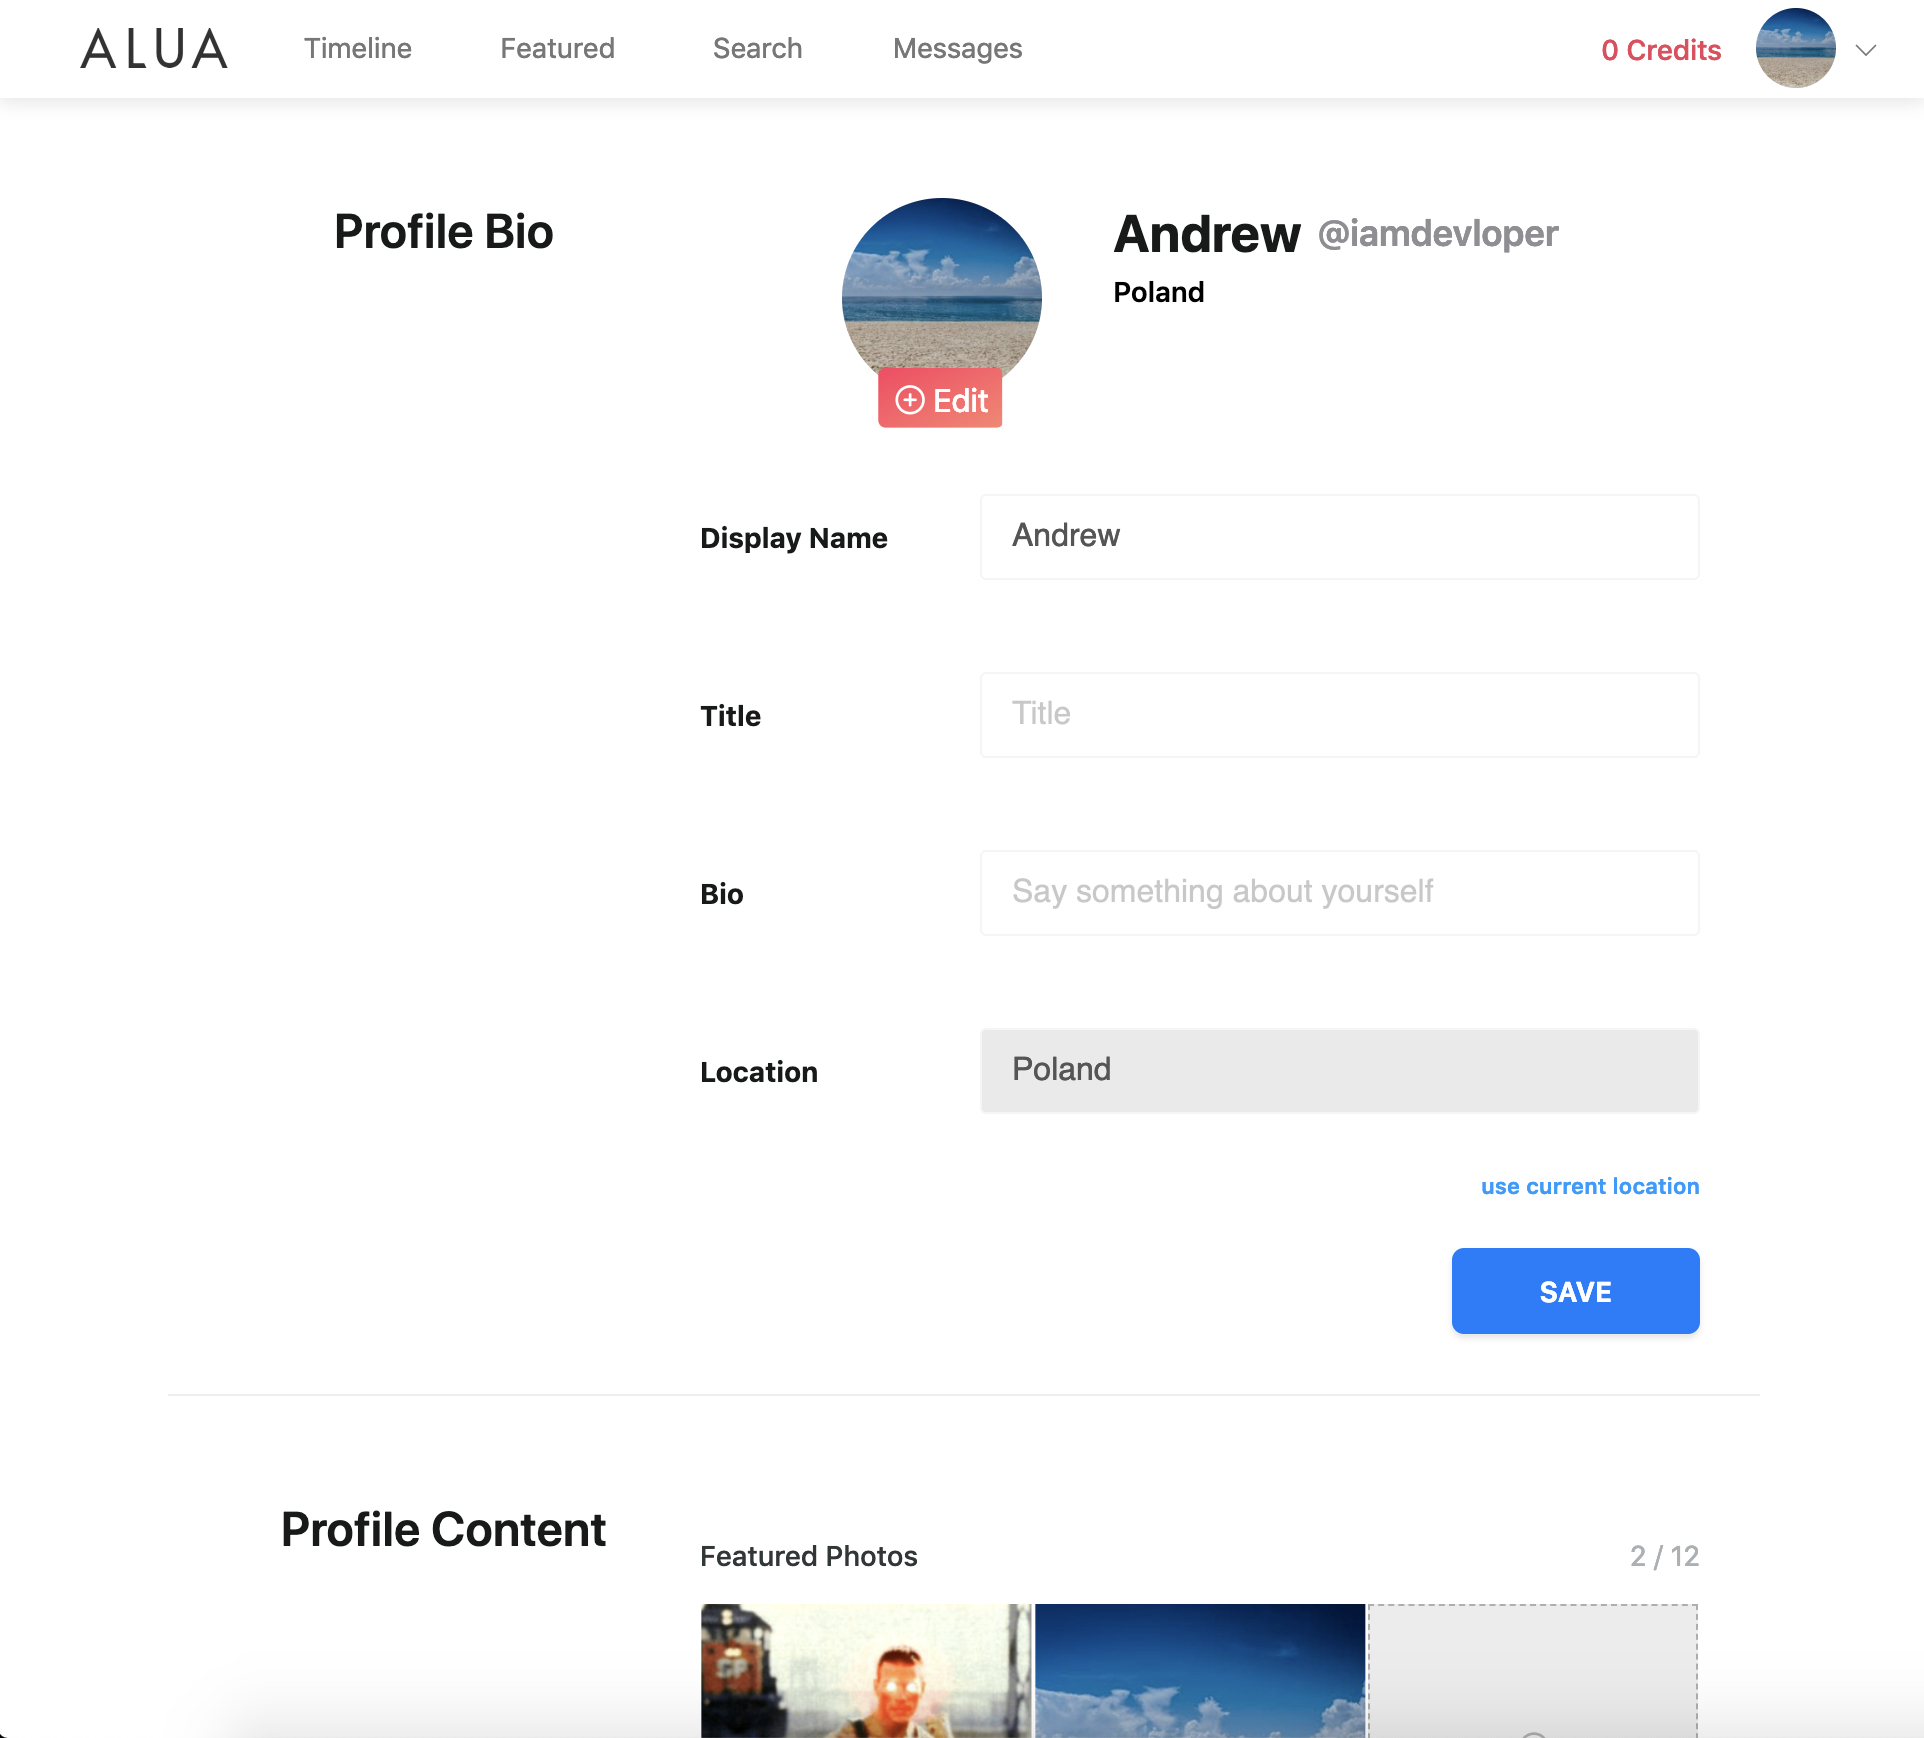 ALUA
Timeline
Featured
Search
Messages
0 Credits
Profile Bio
Andrew @iamdevloper
Poland
Edit
Display Name
Andrew
Title
Title
Bio
Say something about yourself
Location
Poland
use current location
SAVE
Profile Content
Featured Photos
2 / 12
SP